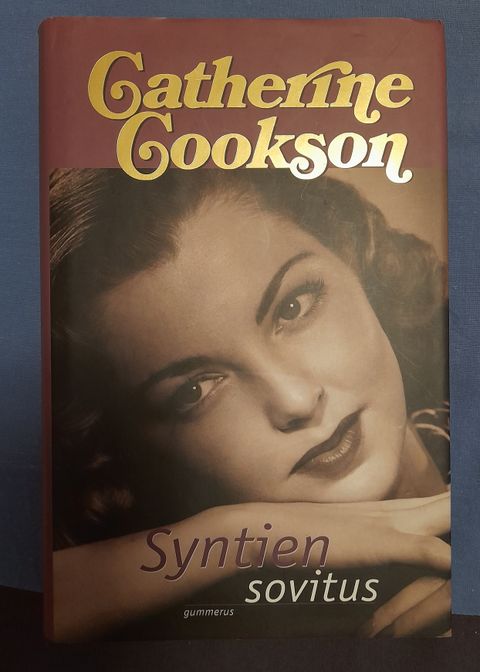 Catherine
Cookson
Syntien
sovitus
gummerus